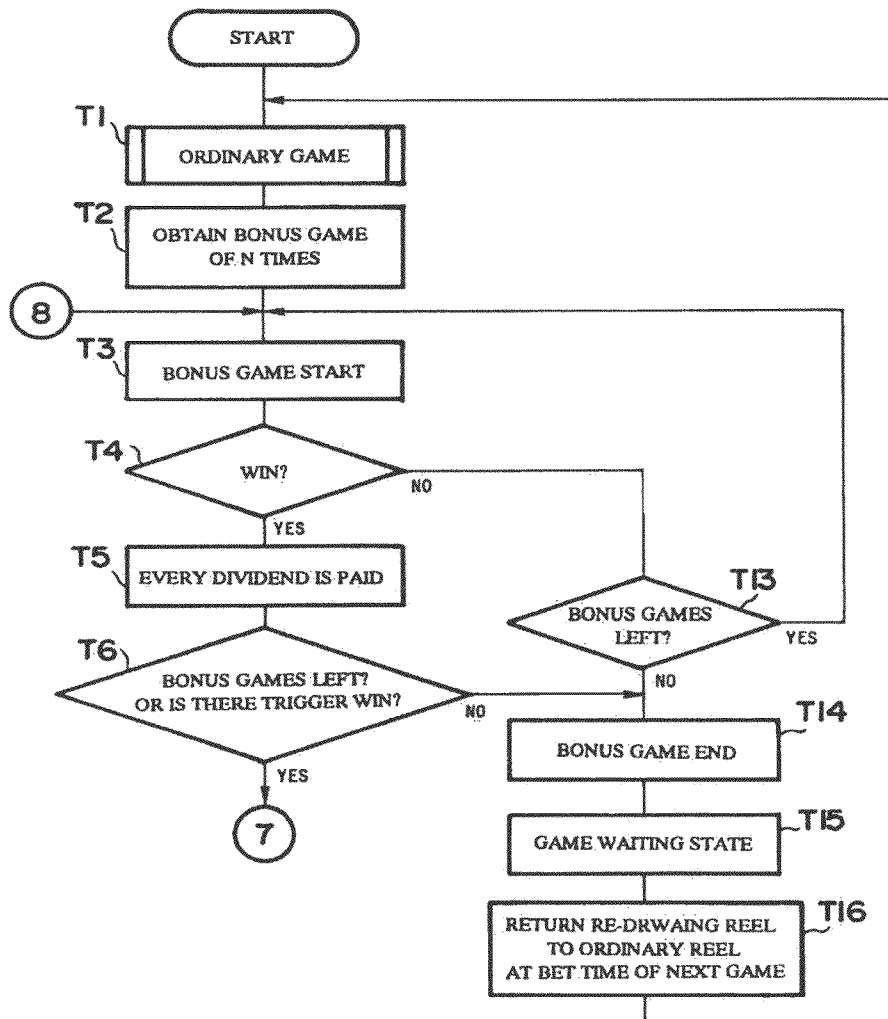 START
T1
ORDINARY GAME
T2
OBTAIN BONUS GAME
OF N TIMES
8
T3
BONUS GAME START
T4
WIN?
NO
YES
T5
EVERY DIVIDEND IS PAID
T13
BONUS GAMES
LEFT?
YES
NO
T6
BONUS GAMES LEFT?
OR IS THERE TRIGGER WIN?
NO
YES
7
T14
BONUS GAME END
T15
GAME WAITING STATE
T16
RETURN RE-DRWAING REEL
TO ORDINARY REEL
AT BET TIME OF NEXT GAME